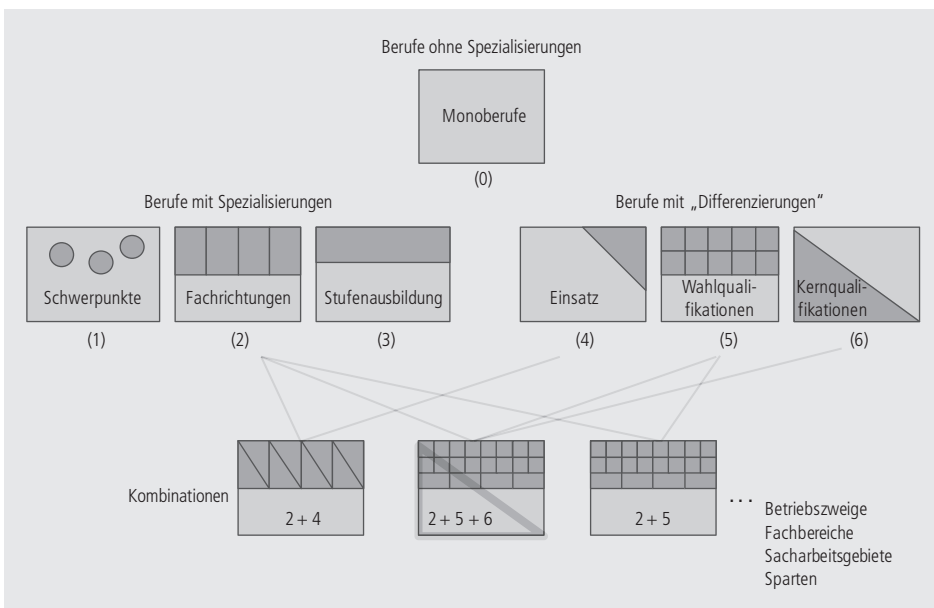 Berufe ohne Spezialisierungen
Monoberufe
(0)
Berufe mit Spezialisierungen
Berufe mit „Differenzierungen“
Schwerpunkte
Fachrichtungen
Stufenausbildung
Einsatz
Wahlquali-
fikationen
Kernquali-
fikationen
(1)
(2)
(3)
(4)
(5)
(6)
Kombinationen
2 + 4
2 + 5 + 6
2 + 5
...
Betriebszweige
Fachbereiche
Sacharbeitsgebiete
Sparten